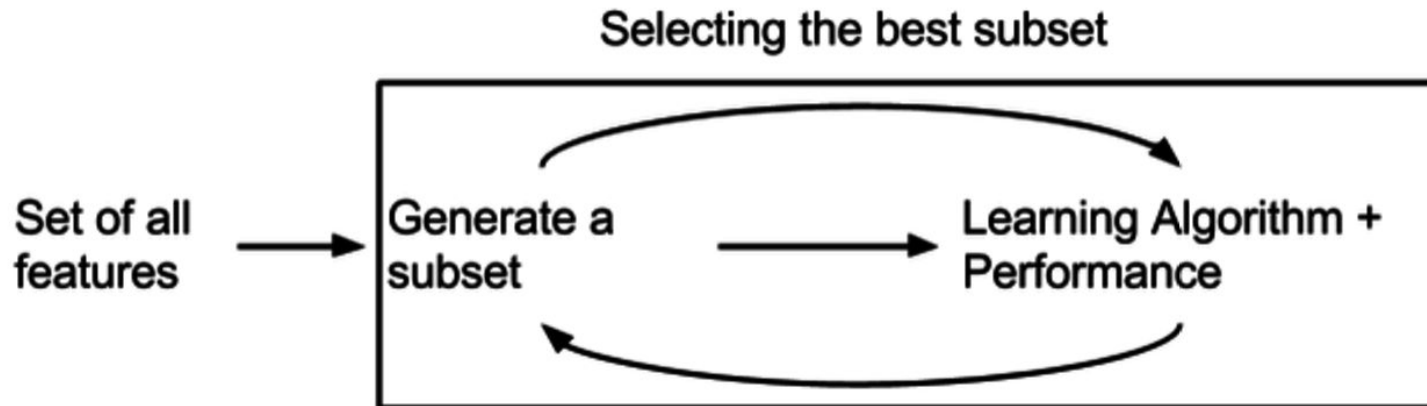 Selecting the best subset
Set of all
features
Generate a
subset
Learning Algorithm +
Performance